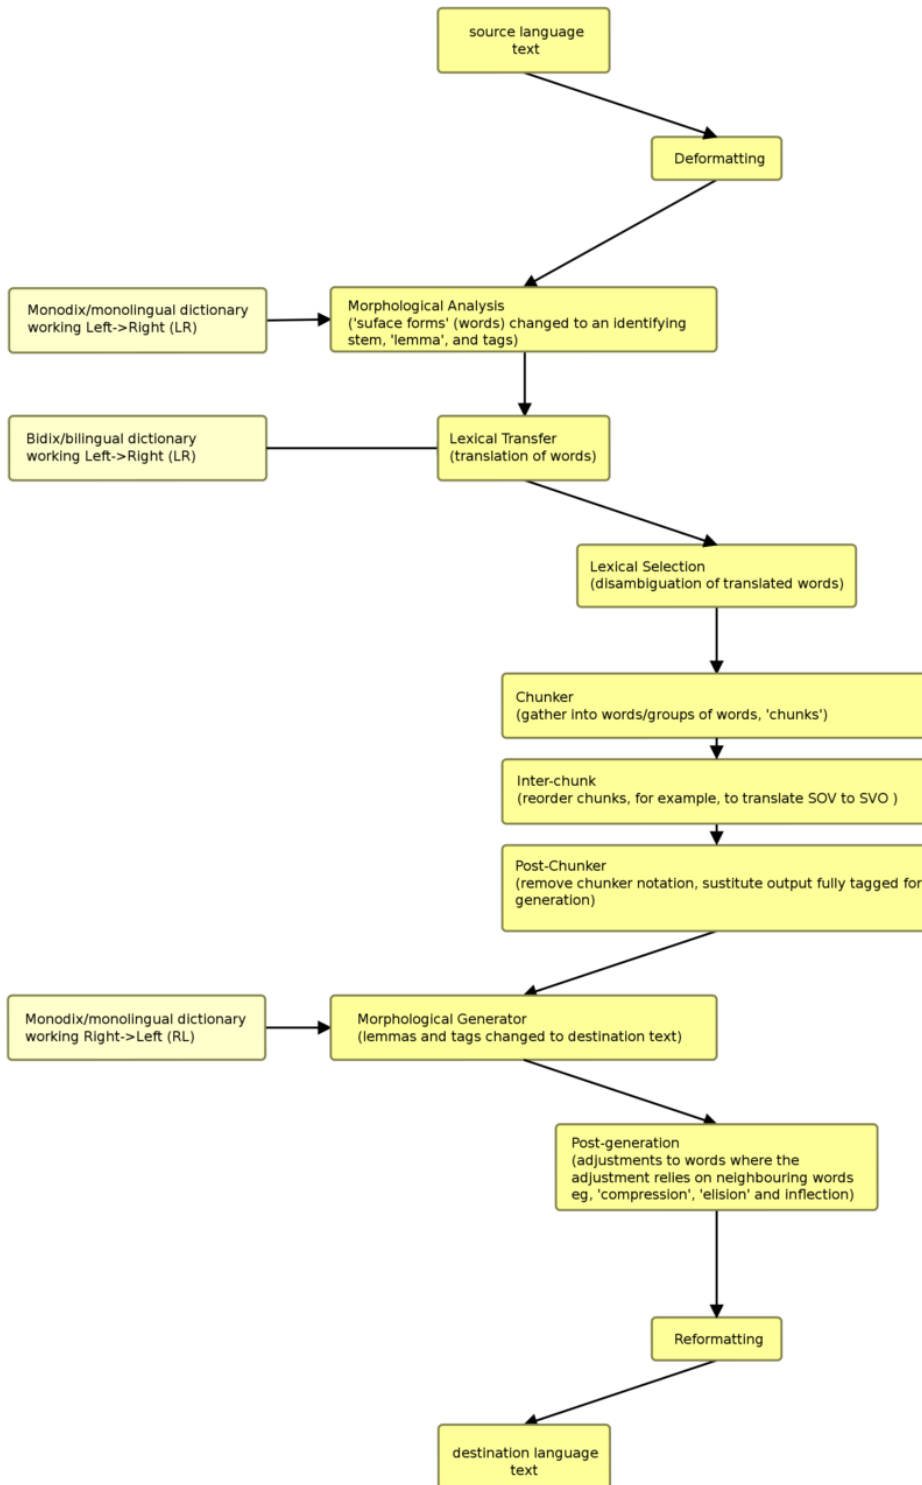 source language
text
Deformatting
Monodix/monolingual dictionary
working Left->Right (LR)
Morphological Analysis
('suface forms' (words) changed to an identifying
stem, 'lemma', and tags)
Bidix/bilingual dictionary
working Left->Right (LR)
Lexical Transfer
(translation of words)
Lexical Selection
(disambiguation of translated words)
Chunker
(gather into words/groups of words, 'chunks')
Inter-chunk
(reorder chunks, for example, to translate SOV to SVO )
Post-Chunker
(remove chunker notation, sustitute output fully tagged for
generation)
Monodix/monolingual dictionary
working Right->Left (RL)
Morphological Generator
(lemmas and tags changed to destination text)
Post-generation
(adjustments to words where the
adjustment relies on neighbouring words
eg, 'compression', 'elision' and inflection)
Reformatting
destination language
text